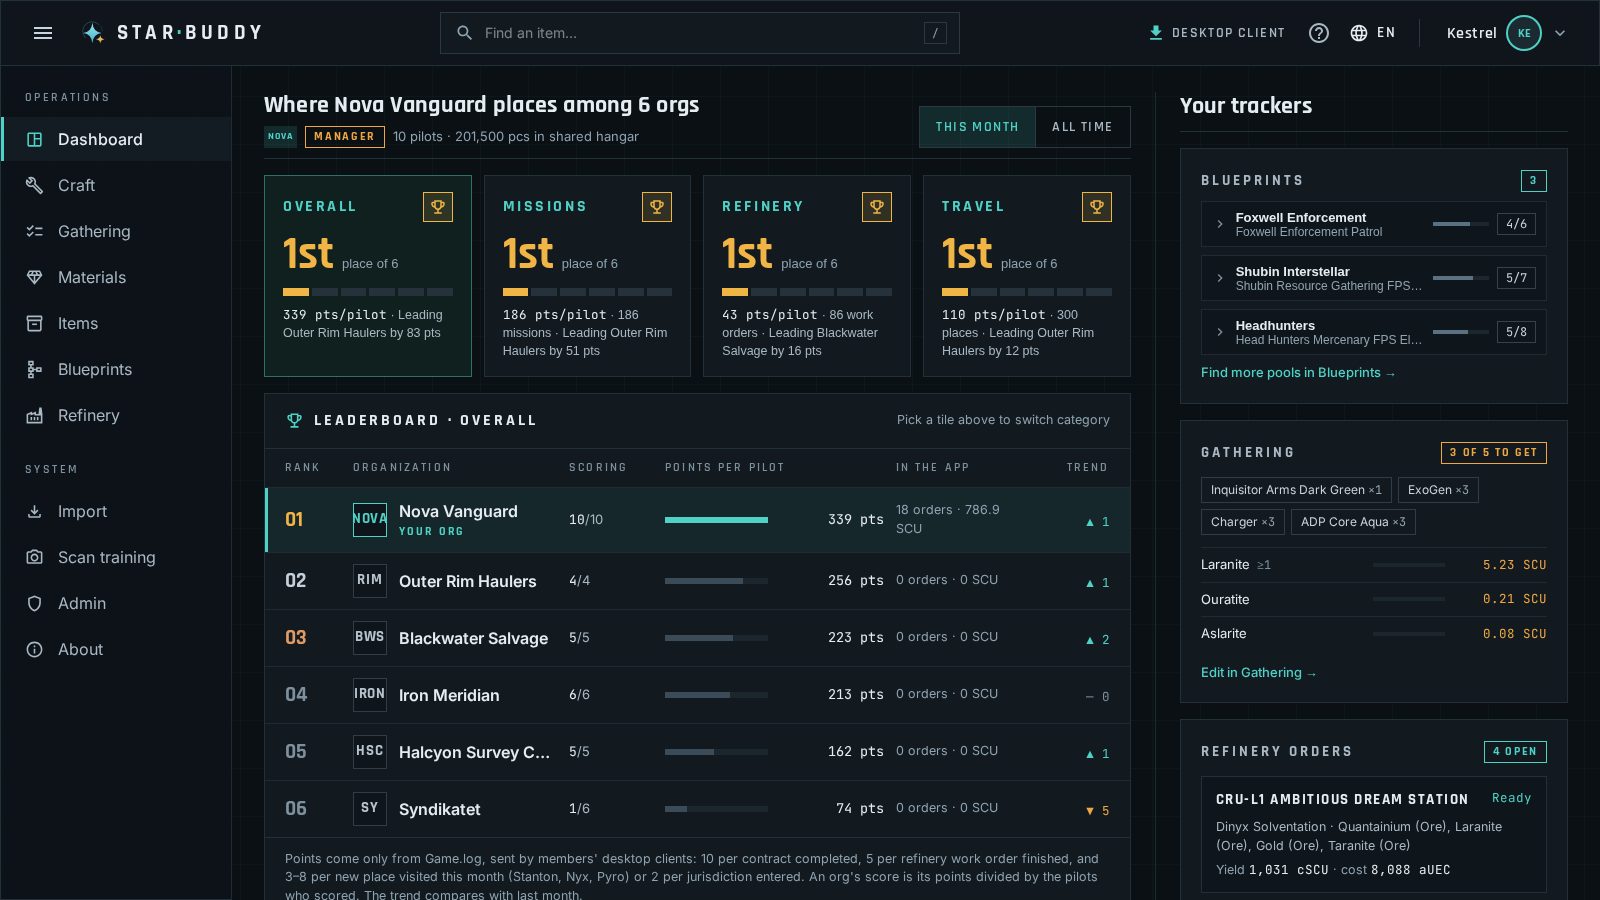 STAR·BUDDY
Find an item...
/
DESKTOP CLIENT
EN
Kestrel
KE
OPERATIONS
Dashboard
Craft
Gathering
Materials
Items
Blueprints
Refinery
SYSTEM
Import
Scan training
Admin
About
Where Nova Vanguard places among 6 orgs
NOVA MANAGER 10 pilots · 201,500 pcs in shared hangar
THIS MONTH ALL TIME
OVERALL
1st place of 6
339 pts/pilot · Leading
Outer Rim Haulers by 83 pts
MISSIONS
1st place of 6
186 pts/pilot · 186
missions · Leading Outer Rim
Haulers by 51 pts
REFINERY
1st place of 6
43 pts/pilot · 86 work
orders · Leading Blackwater
Salvage by 16 pts
TRAVEL
1st place of 6
110 pts/pilot · 300
places · Leading Outer Rim
Haulers by 12 pts
LEADERBOARD · OVERALL
Pick a tile above to switch category
RANK ORGANIZATION SCORING POINTS PER PILOT IN THE APP TREND
01 NOVA Nova Vanguard 10/10 339 pts 18 orders · 786.9 ▲ 1
YOUR ORG SCU
02 RIM Outer Rim Haulers 4/4 256 pts 0 orders · 0 SCU ▲ 1
03 BWS Blackwater Salvage 5/5 223 pts 0 orders · 0 SCU ▲ 2
04 IRON Iron Meridian 6/6 213 pts 0 orders · 0 SCU — 0
05 HSC Halcyon Survey C... 5/5 162 pts 0 orders · 0 SCU ▲ 1
06 SY Syndikatet 1/6 74 pts 0 orders · 0 SCU ▼ 5
Points come only from Game.log, sent by members' desktop clients: 10 per contract completed, 5 per refinery work order finished, and
3–8 per new place visited this month (Stanton, Nyx, Pyro) or 2 per jurisdiction entered. An org's score is its points divided by the pilots
who scored. The trend compares with last month.
Your trackers
BLUEPRINTS 3
Foxwell Enforcement
Foxwell Enforcement Patrol
4/6
Shubin Interstellar
Shubin Resource Gathering FPS...
5/7
Headhunters
Head Hunters Mercenary FPS El...
5/8
Find more pools in Blueprints →
GATHERING 3 OF 5 TO GET
Inquisitor Arms Dark Green ×1 ExoGen ×3
Charger ×3 ADP Core Aqua ×3
Laranite ≥1 5.23 SCU
Ouratite 0.21 SCU
Aslarite 0.08 SCU
Edit in Gathering →
REFINERY ORDERS 4 OPEN
CRU-L1 AMBITIOUS DREAM STATION Ready
Dinyx Solventation · Quantainium (Ore), Laranite
(Ore), Gold (Ore), Taranite (Ore)
Yield 1,031 cSCU · cost 8,088 aUEC